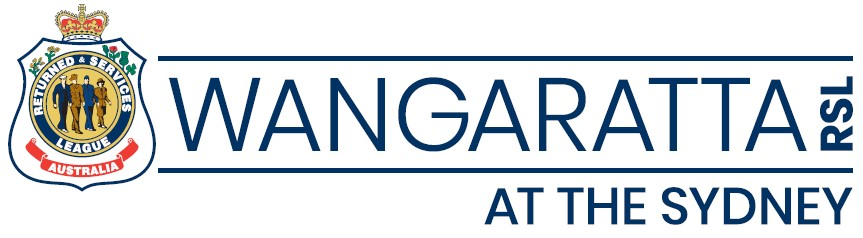 RETURNED & SERVICES
LEAGUE
AUSTRALIA
WANGARATTA
RSL
AT THE SYDNEY